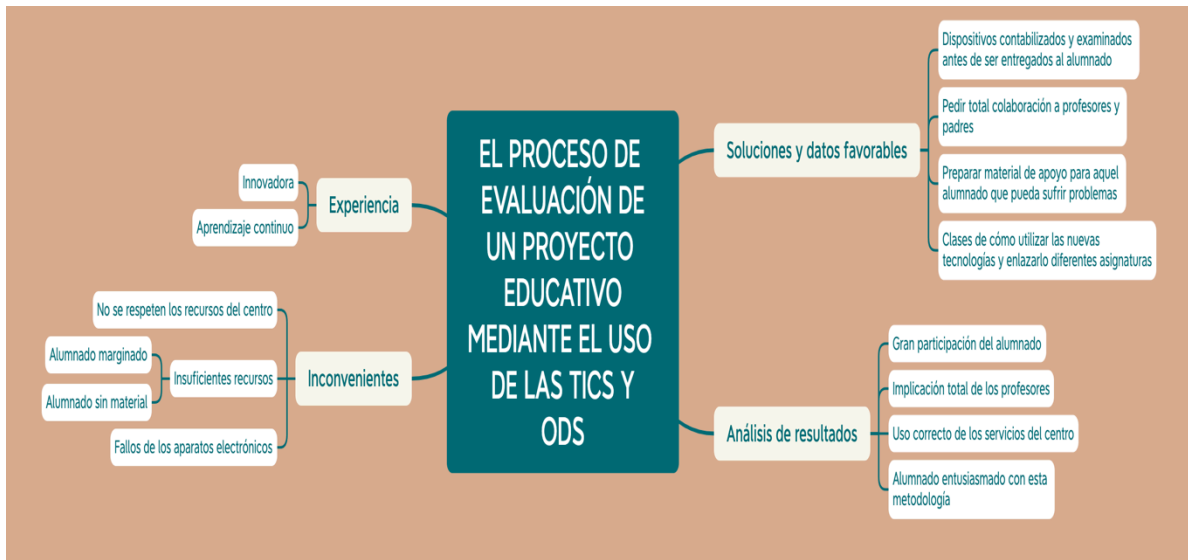 EL PROCESO DE
EVALUACIÓN DE
UN PROYECTO
EDUCATIVO
MEDIANTE EL USO
DE LAS TICS Y
ODS
Experiencia
Innovadora
Aprendizaje continuo
Inconvenientes
No se respeten los recursos del centro
Insuficientes recursos
Alumnado marginado
Alumnado sin material
Fallos de los aparatos electrónicos
Soluciones y datos favorables
Dispositivos contabilizados y examinados
antes de ser entregados al alumnado
Pedir total colaboración a profesores y
padres
Preparar material de apoyo para aquel
alumnado que pueda sufrir problemas
Clases de cómo utilizar las nuevas
tecnologías y enlazarlo diferentes asignaturas
Análisis de resultados
Gran participación del alumnado
Implicación total de los profesores
Uso correcto de los servicios del centro
Alumnado entusiasmado con esta
metodología